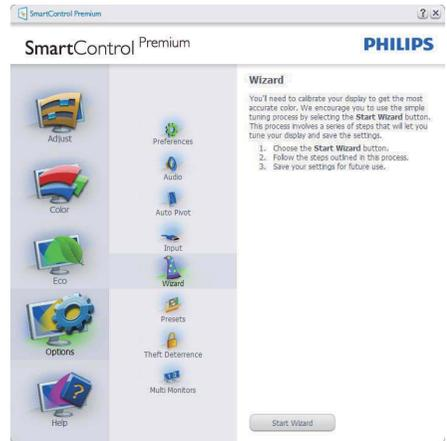 SmartControl Premium
SmartControl Premium
PHILIPS
Adjust
Color
Eco
Options
Help
Preferences
Audio
Auto Pivot
Input
Wizard
Presets
Theft Deterrence
Multi Monitors
Wizard
You'll need to calibrate your display to get the most
accurate color. We encourage you to use the simple
tuning process by selecting the Start Wizard button.
This process involves a series of steps that will let you
tune your display and save the settings.
1. Choose the Start Wizard button.
2. Follow the steps outlined in this process.
3. Save your settings for future use.
Start Wizard